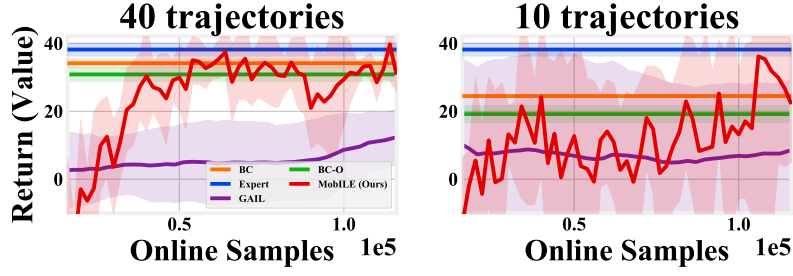 40 trajectories
10 trajectories
Return (Value)
40
20
0
BC
BC-O
Expert
MobILE (Ours)
GAIL
0.5
1.0
1e5
Online Samples
40
20
0
0.5
1.0
1e5
Online Samples